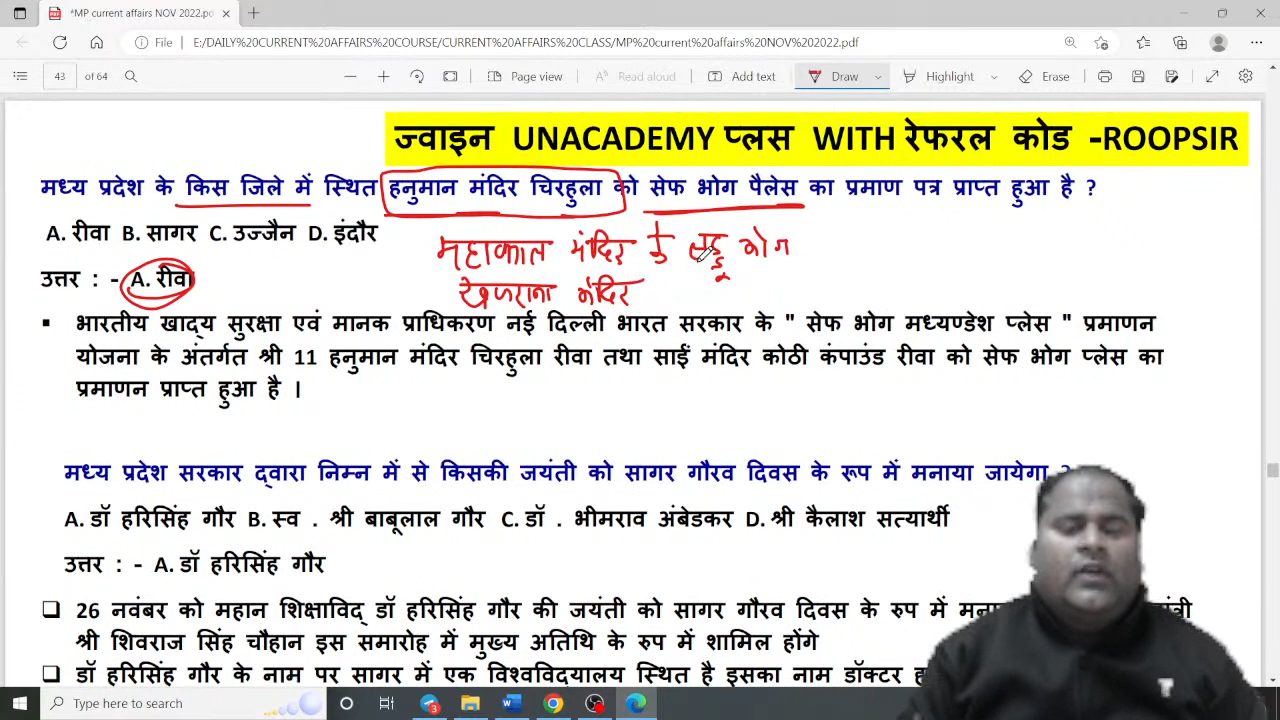 *MP current affairs NOV 2022.pd
File E:/DAILY%20CURRENT%20AFFAIRS%20COURSE/CURRENT%20AFFAIRS%20CLASS/MP%20current%20affairs%20NOV%202022.pdf
43 of 64 Page view Read aloud Add text Draw Highlight Erase
ज्वाइन UNACADEMY प्लस WITH रेफरल कोड -ROOPSIR
मध्य प्रदेश के किस जिले में स्थित हनुमान मंदिर चिरहुला को सेफ भोग पैलेस का प्रमाण पत्र प्राप्त हुआ है ?
A. रीवा B. सागर C. उज्जैन D. इंदौर
महाकाल मंदिर के लड्डू भोग
उत्तर : - A. रीवा
खजराना मंदिर
▪ भारतीय खाद्य सुरक्षा एवं मानक प्राधिकरण नई दिल्ली भारत सरकार के " सेफ भोग मध्यण्डेश प्लेस " प्रमाणन
योजना के अंतर्गत श्री 11 हनुमान मंदिर चिरहुला रीवा तथा साईं मंदिर कोठी कंपाउंड रीवा को सेफ भोग प्लेस का
प्रमाणन प्राप्त हुआ है ।
मध्य प्रदेश सरकार द्वारा निम्न में से किसकी जयंती को सागर गौरव दिवस के रूप में मनाया जायेगा ?
A. डॉ हरिसिंह गौर B. स्व . श्री बाबूलाल गौर C. डॉ . भीमराव अंबेडकर D. श्री कैलाश सत्यार्थी
उत्तर : - A. डॉ हरिसिंह गौर
❑ 26 नवंबर को महान शिक्षाविद् डॉ हरिसिंह गौर की जयंती को सागर गौरव दिवस के रुप में
श्री शिवराज सिंह चौहान इस समारोह में मुख्य अतिथि के रुप में शामिल होंगे
❑ डॉ हरिसिंह गौर के नाम पर सागर में एक विश्वविद्यालय स्थित है इसका नाम डॉक्टर
Type here to search